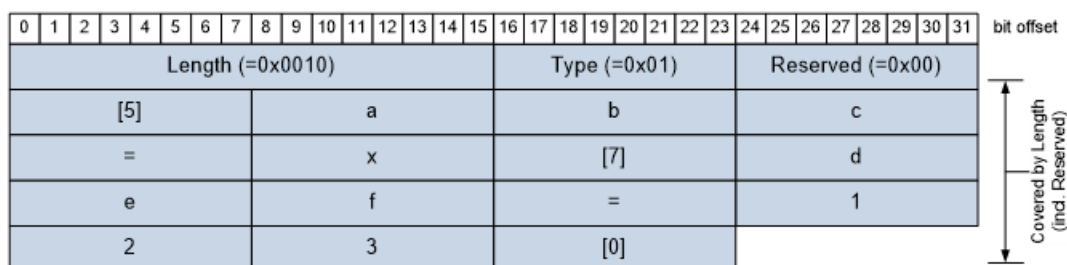 0 1 2 3 4 5 6 7 8 9 10 11 12 13 14 15 16 17 18 19 20 21 22 23 24 25 26 27 28 29 30 31 bit offset
Length (=0x0010) Type (=0x01) Reserved (=0x00)
[5] a b c
= x [7] d
e f = 1
2 3 [0]
Covered by Length
(incl. Reserved)